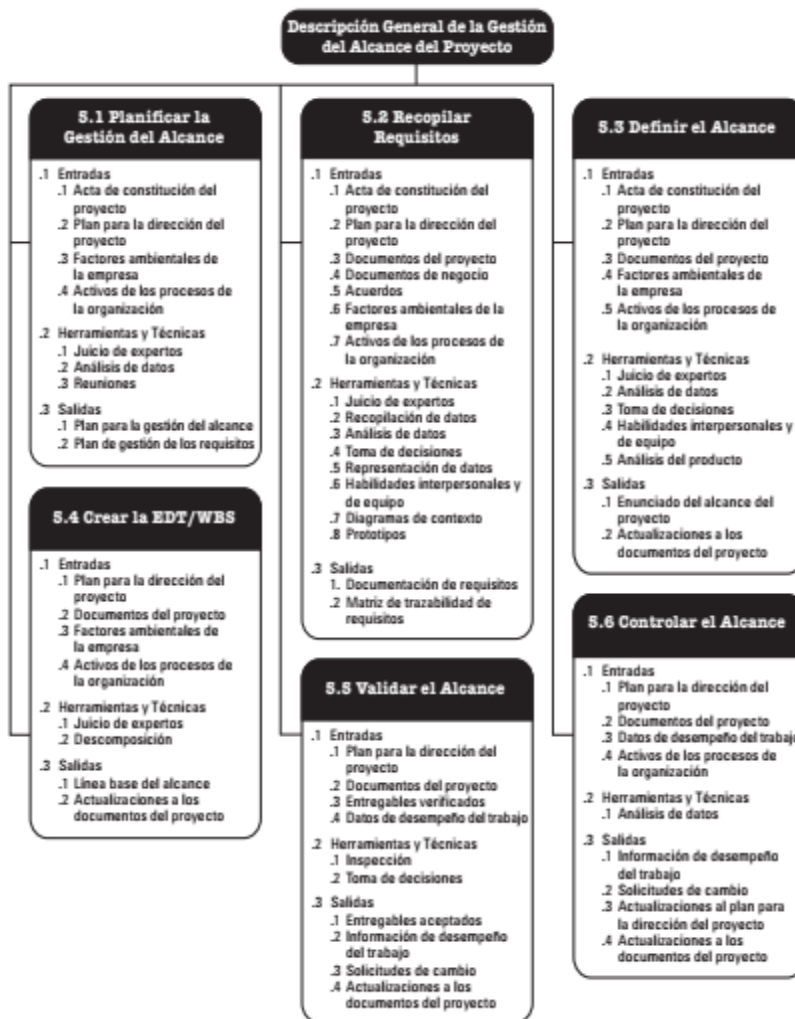 Descripción General de la Gestión
del Alcance del Proyecto
5.1 Planificar la
Gestión del Alcance
.1 Entradas
.1 Acta de constitución del
proyecto
.2 Plan para la dirección del
proyecto
.3 Factores ambientales de
la empresa
.4 Activos de los procesos de
la organización
.2 Herramientas y Técnicas
.1 Juicio de expertos
.2 Análisis de datos
.3 Reuniones
.3 Salidas
.1 Plan para la gestión del alcance
.2 Plan de gestión de los requisitos
5.2 Recopilar
Requisitos
.1 Entradas
.1 Acta de constitución del
proyecto
.2 Plan para la dirección del
proyecto
.3 Documentos del proyecto
.4 Documentos de negocio
.5 Acuerdos
.6 Factores ambientales de la
empresa
.7 Activos de los procesos de
la organización
.2 Herramientas y Técnicas
.1 Juicio de expertos
.2 Recopilación de datos
.3 Análisis de datos
.4 Toma de decisiones
.5 Representación de datos
.6 Habilidades interpersonales y
de equipo
.7 Diagramas de contexto
.8 Prototipos
.3 Salidas
1. Documentación de requisitos
.2 Matriz de trazabilidad de
requisitos
5.3 Definir el Alcance
.1 Entradas
.1 Acta de constitución del
proyecto
.2 Plan para la dirección del
proyecto
.3 Documentos del proyecto
.4 Factores ambientales de
la empresa
.5 Activos de los procesos de
la organización
.2 Herramientas y Técnicas
.1 Juicio de expertos
.2 Análisis de datos
.3 Toma de decisiones
.4 Habilidades interpersonales y
de equipo
.5 Análisis del producto
.3 Salidas
.1 Enunciado del alcance del
proyecto
.2 Actualizaciones a los
documentos del proyecto
5.4 Crear la EDT/WBS
.1 Entradas
.1 Plan para la dirección del
proyecto
.2 Documentos del proyecto
.3 Factores ambientales de
la empresa
.4 Activos de los procesos de
la organización
.2 Herramientas y Técnicas
.1 Juicio de expertos
.2 Descomposición
.3 Salidas
.1 Línea base del alcance
.2 Actualizaciones a los
documentos del proyecto
5.5 Validar el Alcance
.1 Entradas
.1 Plan para la dirección del
proyecto
.2 Documentos del proyecto
.3 Entregables verificados
.4 Datos de desempeño del trabajo
.2 Herramientas y Técnicas
.1 Inspección
.2 Toma de decisiones
.3 Salidas
.1 Entregables aceptados
.2 Información de desempeño
del trabajo
.3 Solicitudes de cambio
.4 Actualizaciones a los
documentos del proyecto
5.6 Controlar el Alcance
.1 Entradas
.1 Plan para la dirección del
proyecto
.2 Documentos del proyecto
.3 Datos de desempeño del trabajo
.4 Activos de los procesos de
la organización
.2 Herramientas y Técnicas
.1 Análisis de datos
.3 Salidas
.1 Información de desempeño
del trabajo
.2 Solicitudes de cambio
.3 Actualizaciones al plan para
la dirección del proyecto
.4 Actualizaciones a los
documentos del proyecto